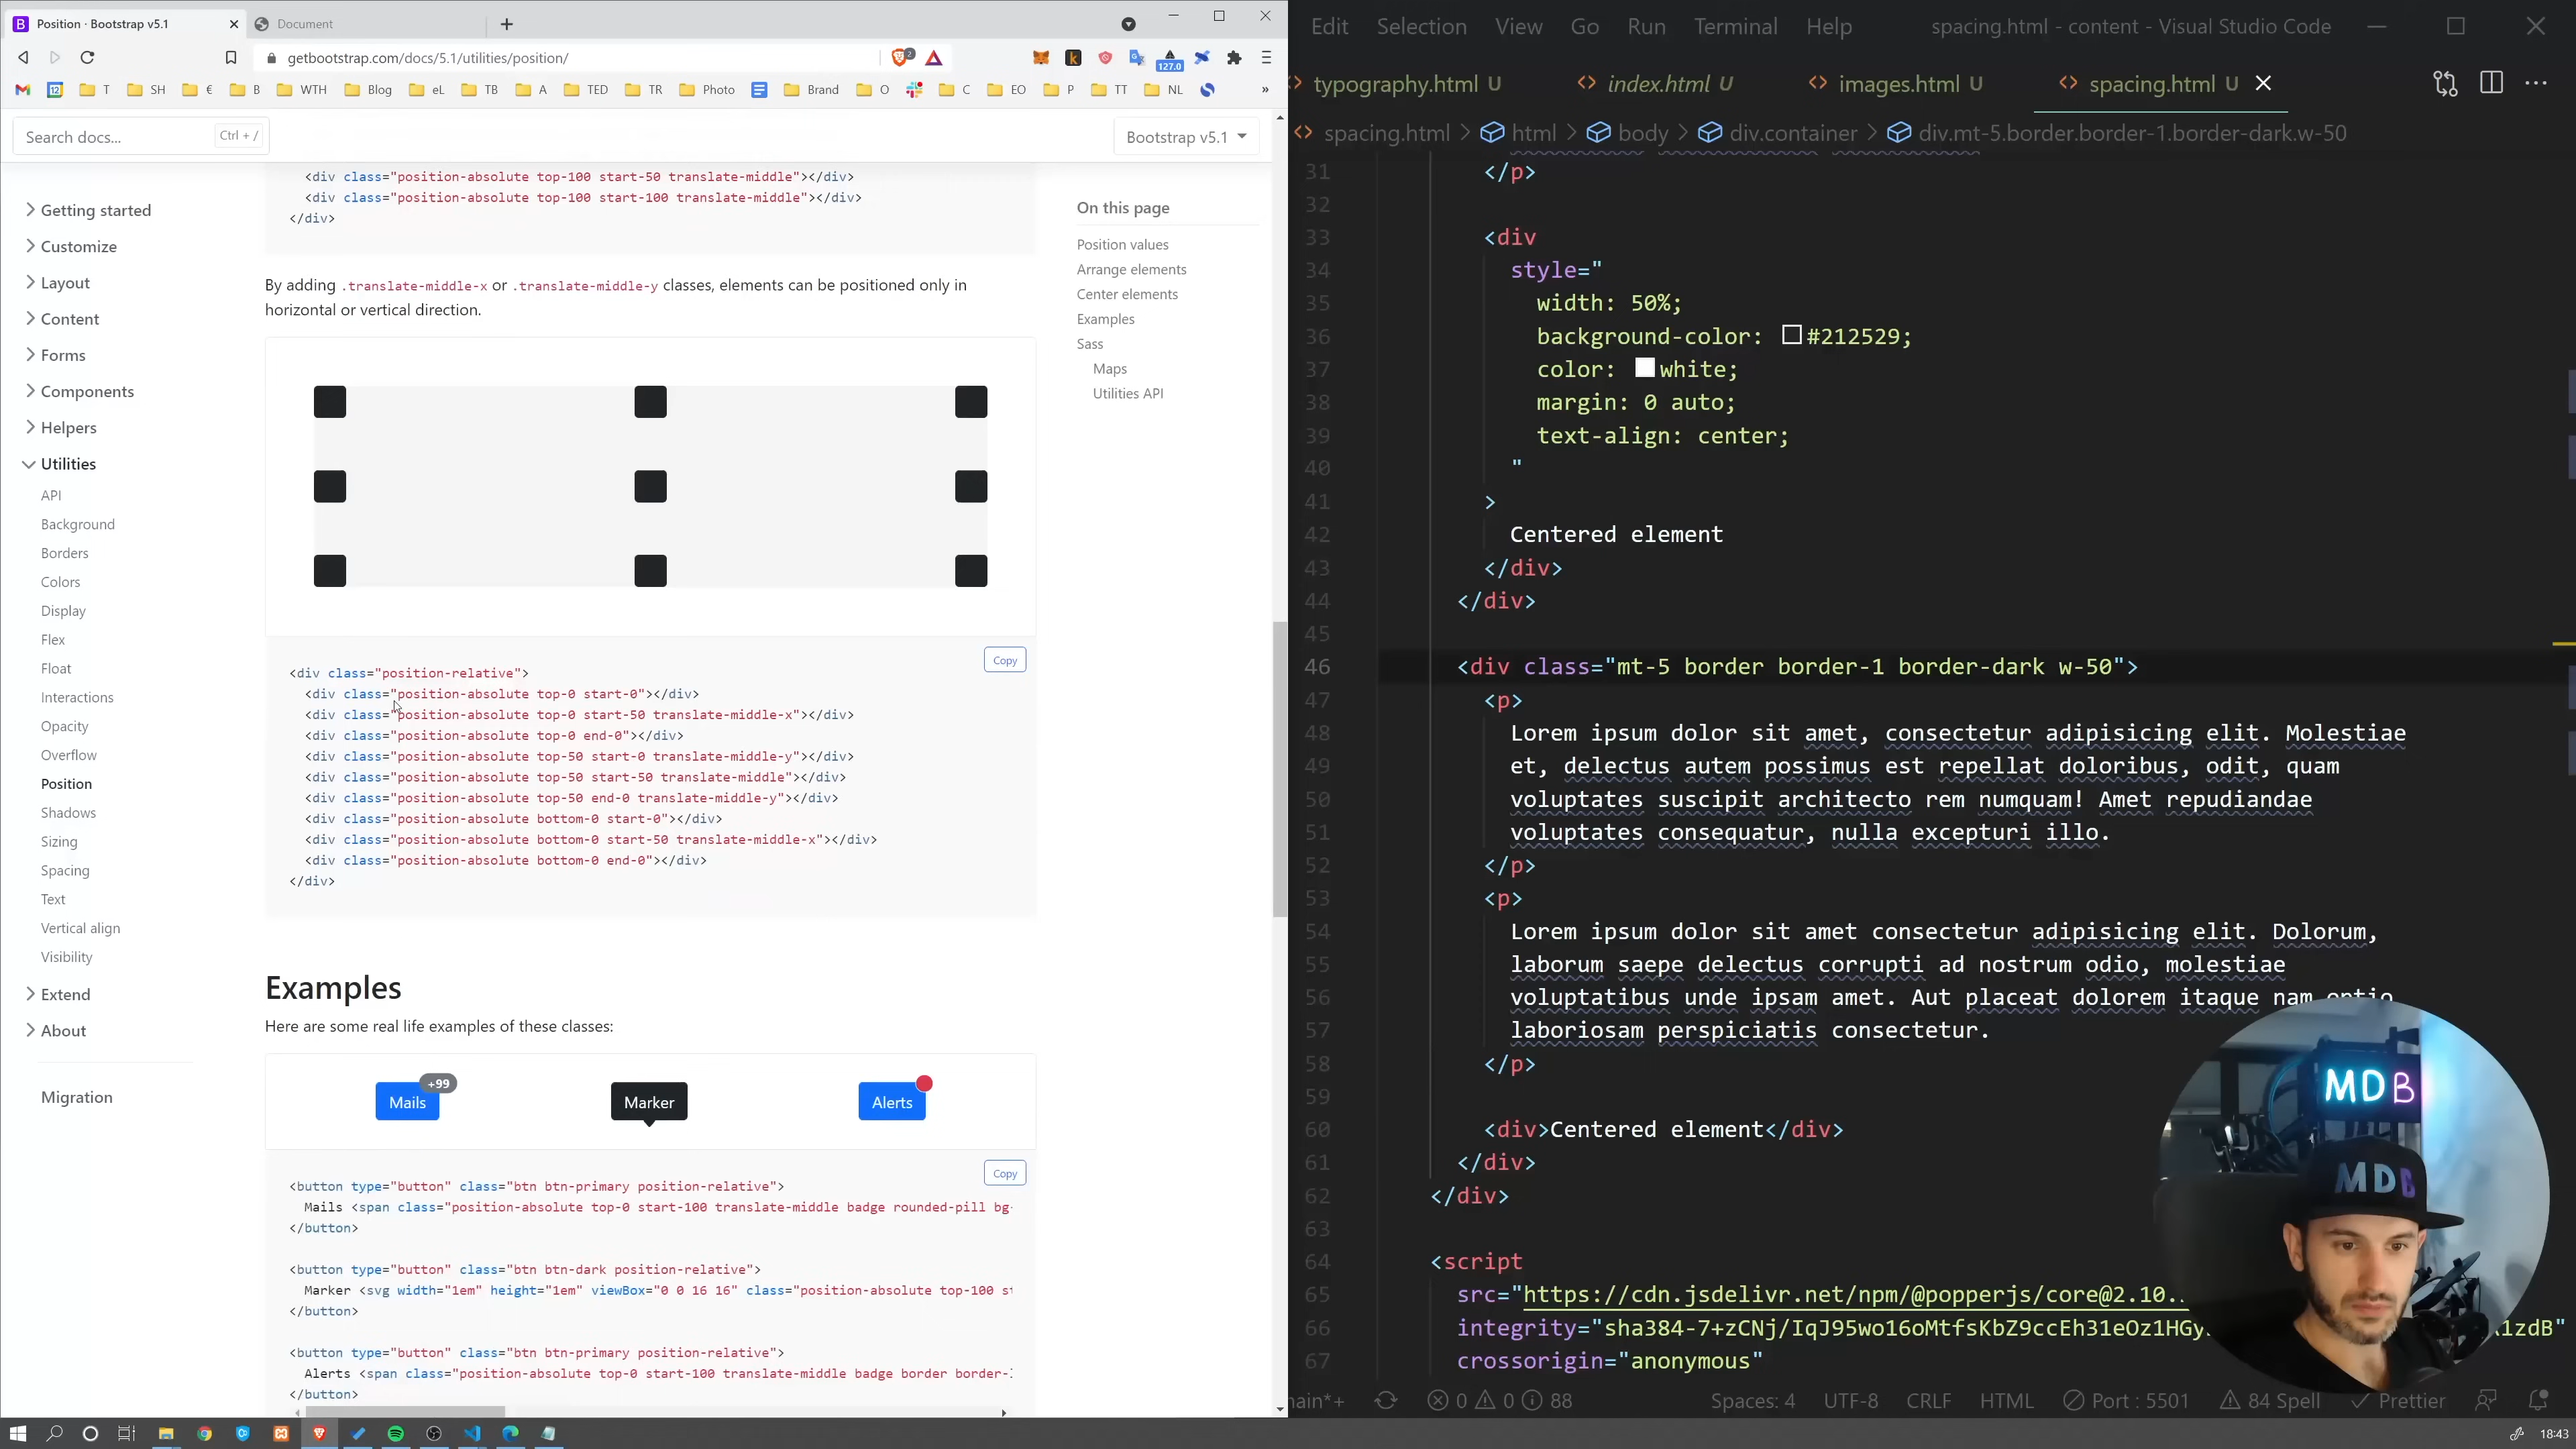 Position · Bootstrap v5.1
Document
getbootstrap.com/docs/5.1/utilities/position/
2
127.0
12
T
SH
€
B
WTH
Blog
eL
TB
A
TED
TR
Photo
Brand
O
C
EO
P
TT
NL
»
Search docs...
Ctrl + /
Bootstrap v5.1
Getting started
Customize
Layout
Content
Forms
Components
Helpers
Utilities
API
Background
Borders
Colors
Display
Flex
Float
Interactions
Opacity
Overflow
Position
Shadows
Sizing
Spacing
Text
Vertical align
Visibility
Extend
About
Migration
<div class="position-absolute top-100 start-50 translate-middle"></div>
<div class="position-absolute top-100 start-100 translate-middle"></div>
</div>
By adding .translate-middle-x or .translate-middle-y classes, elements can be positioned only in
horizontal or vertical direction.
Copy
<div class="position-relative">
<div class="position-absolute top-0 start-0"></div>
<div class="position-absolute top-0 start-50 translate-middle-x"></div>
<div class="position-absolute top-0 end-0"></div>
<div class="position-absolute top-50 start-0 translate-middle-y"></div>
<div class="position-absolute top-50 start-50 translate-middle"></div>
<div class="position-absolute top-50 end-0 translate-middle-y"></div>
<div class="position-absolute bottom-0 start-0"></div>
<div class="position-absolute bottom-0 start-50 translate-middle-x"></div>
<div class="position-absolute bottom-0 end-0"></div>
</div>
Examples
Here are some real life examples of these classes:
Mails
+99
Marker
Alerts
Copy
<button type="button" class="btn btn-primary position-relative">
Mails <span class="position-absolute top-0 start-100 translate-middle badge rounded-pill bg-
</button>
<button type="button" class="btn btn-dark position-relative">
Marker <svg width="1em" height="1em" viewBox="0 0 16 16" class="position-absolute top-100 st
</button>
<button type="button" class="btn btn-primary position-relative">
Alerts <span class="position-absolute top-0 start-100 translate-middle badge border border-
</button>
On this page
Position values
Arrange elements
Center elements
Examples
Sass
Maps
Utilities API
Edit Selection View Go Run Terminal Help
spacing.html - content - Visual Studio Code
typography.html U
index.html U
images.html U
spacing.html U
spacing.html > html > body > div.container > div.mt-5.border.border-1.border-dark.w-50
31 </p>
32
33 <div
34 style="
35 width: 50%;
36 background-color: #212529;
37 color: white;
38 margin: 0 auto;
39 text-align: center;
40 "
41 >
42 Centered element
43 </div>
44 </div>
45
46 <div class="mt-5 border border-1 border-dark w-50">
47 <p>
48 Lorem ipsum dolor sit amet, consectetur adipisicing elit. Molestiae
49 et, delectus autem possimus est repellat doloribus, odit, quam
50 voluptates suscipit architecto rem numquam! Amet repudiandae
51 voluptates consequatur, nulla excepturi illo.
52 </p>
53 <p>
54 Lorem ipsum dolor sit amet consectetur adipisicing elit. Dolorum,
55 laborum saepe delectus corrupti ad nostrum odio, molestiae
56 voluptatibus unde ipsam amet. Aut placeat dolorem itaque nam optio
57 laboriosam perspiciatis consectetur.
58 </p>
59
60 <div>Centered element</div>
61 </div>
62 </div>
63
64 <script
65 src="https://cdn.jsdelivr.net/npm/@popperjs/core@2.10.
66 integrity="sha384-7+zCNj/IqJ95wo16oMtfsKbZ9ccEh31eOz1HGy
67 crossorigin="anonymous"
MDB
MDB
0 0 88
Spaces: 4 UTF-8 CRLF HTML Port : 5501 84 Spell Prettier
18:43